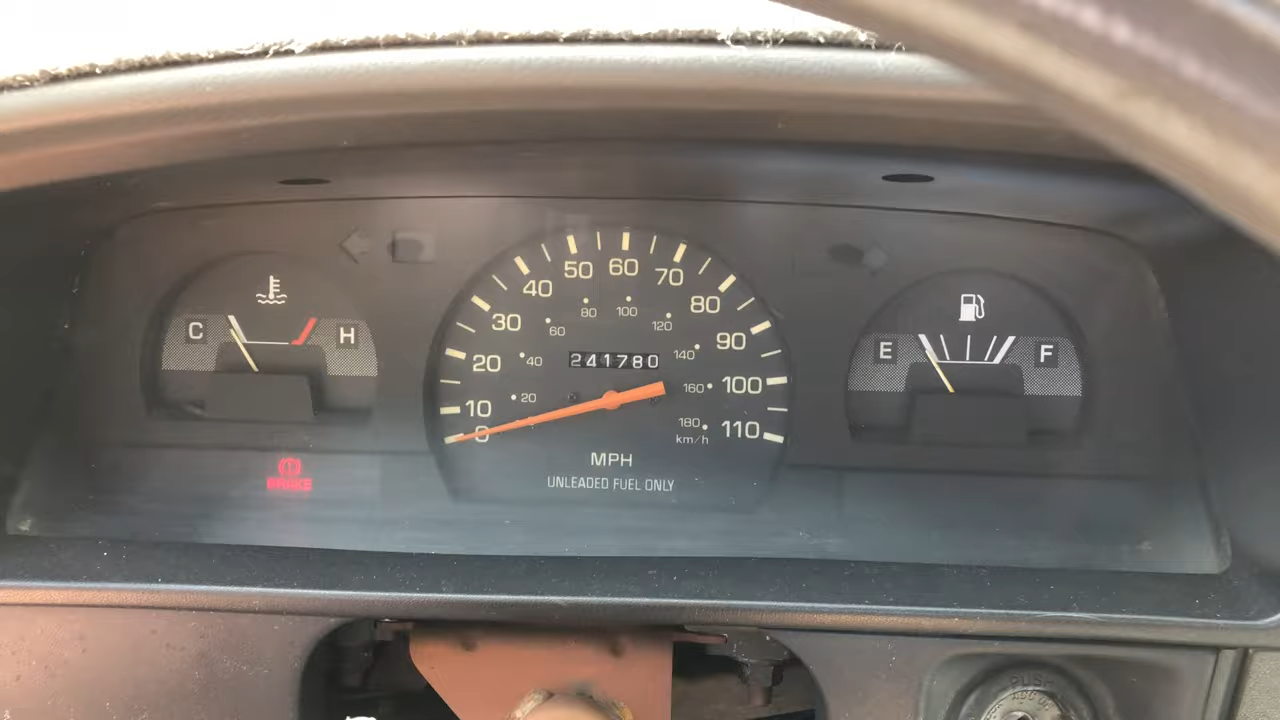 50 60 70
40 80
30 80 100 90
60 120
20 40 241780 140 100
10 20 160 110
0 180
km/h
C H
E F
MPH
UNLEADED FUEL ONLY
BRAKE
PUSH